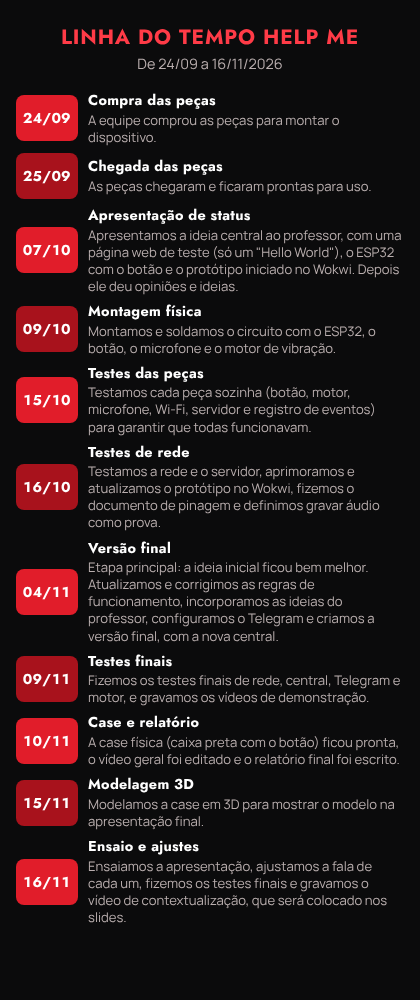 LINHA DO TEMPO HELP ME
De 24/09 a 16/11/2026
24/09
Compra das peças
A equipe comprou as peças para montar o
dispositivo.
25/09
Chegada das peças
As peças chegaram e ficaram prontas para uso.
07/10
Apresentação de status
Apresentamos a ideia central ao professor, com uma
página web de teste (só um "Hello World"), o ESP32
com o botão e o protótipo iniciado no Wokwi. Depois
ele deu opiniões e ideias.
09/10
Montagem física
Montamos e soldamos o circuito com o ESP32, o
botão, o microfone e o motor de vibração.
15/10
Testes das peças
Testamos cada peça sozinha (botão, motor,
microfone, Wi-Fi, servidor e registro de eventos)
para garantir que todas funcionavam.
16/10
Testes de rede
Testamos a rede e o servidor, aprimoramos e
atualizamos o protótipo no Wokwi, fizemos o
documento de pinagem e definimos gravar áudio
como prova.
04/11
Versão final
Etapa principal: a ideia inicial ficou bem melhor.
Atualizamos e corrigimos as regras de
funcionamento, incorporamos as ideias do
professor, configuramos o Telegram e criamos a
versão final, com a nova central.
09/11
Testes finais
Fizemos os testes finais de rede, central, Telegram e
motor, e gravamos os vídeos de demonstração.
10/11
Case e relatório
A case física (caixa preta com o botão) ficou pronta,
o vídeo geral foi editado e o relatório final foi escrito.
15/11
Modelagem 3D
Modelamos a case em 3D para mostrar o modelo na
apresentação final.
16/11
Ensaio e ajustes
Ensaiamos a apresentação, ajustamos a fala de
cada um, fizemos os testes finais e gravamos o
vídeo de contextualização, que será colocado nos
slides.